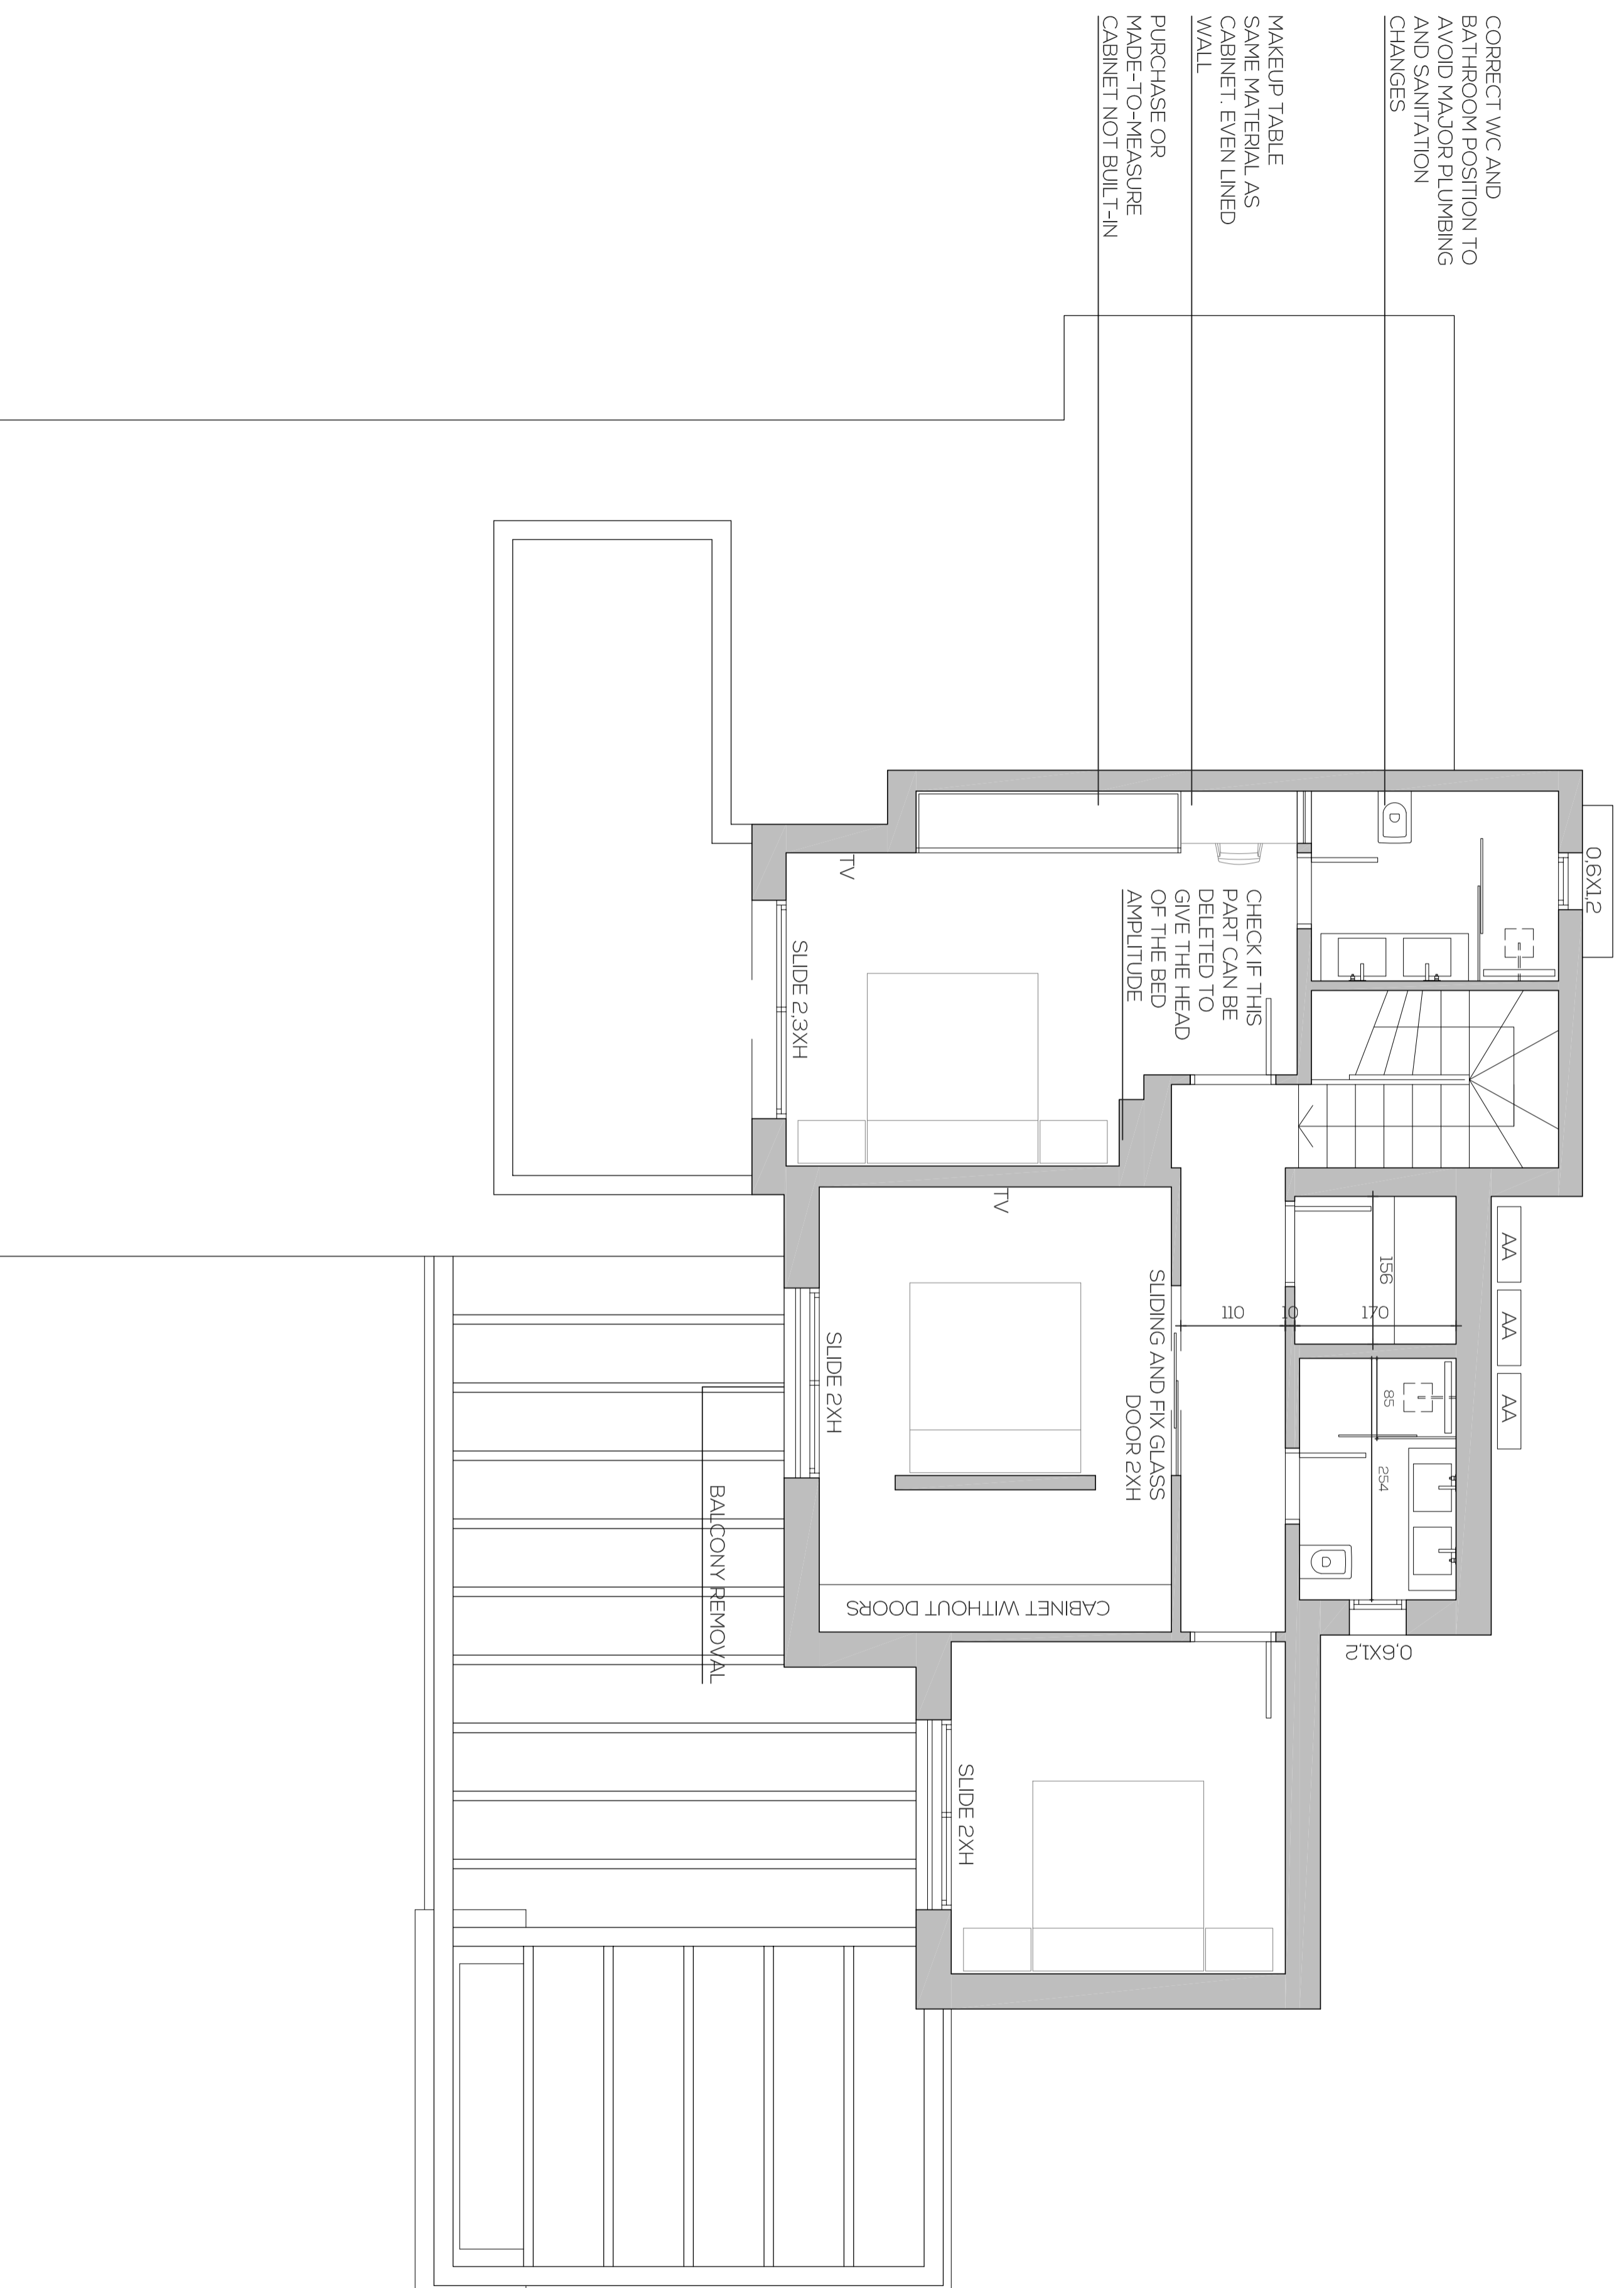 CORRECT WC AND
BATHROOM POSITION TO
AVOID MAJOR PLUMBING
AND SANITATION
CHANGES
MAKEUP TABLE
SAME MATERIAL AS
CABINET. EVEN LINED
WALL
PURCHASE OR
MADE-TO-MEASURE
CABINET NOT BUILT-IN
0,6X1,2
CHECK IF THIS
PART CAN BE
DELETED TO
GIVE THE HEAD
OF THE BED
AMPLITUDE
TV
SLIDE 2,3XH
AA
AA
AA
156
170
10
110
85
254
0,6X1,2
SLIDING AND FIX GLASS
DOOR 2XH
TV
SLIDE 2XH
CABINET WITHOUT DOORS
BALCONY REMOVAL
SLIDE 2XH